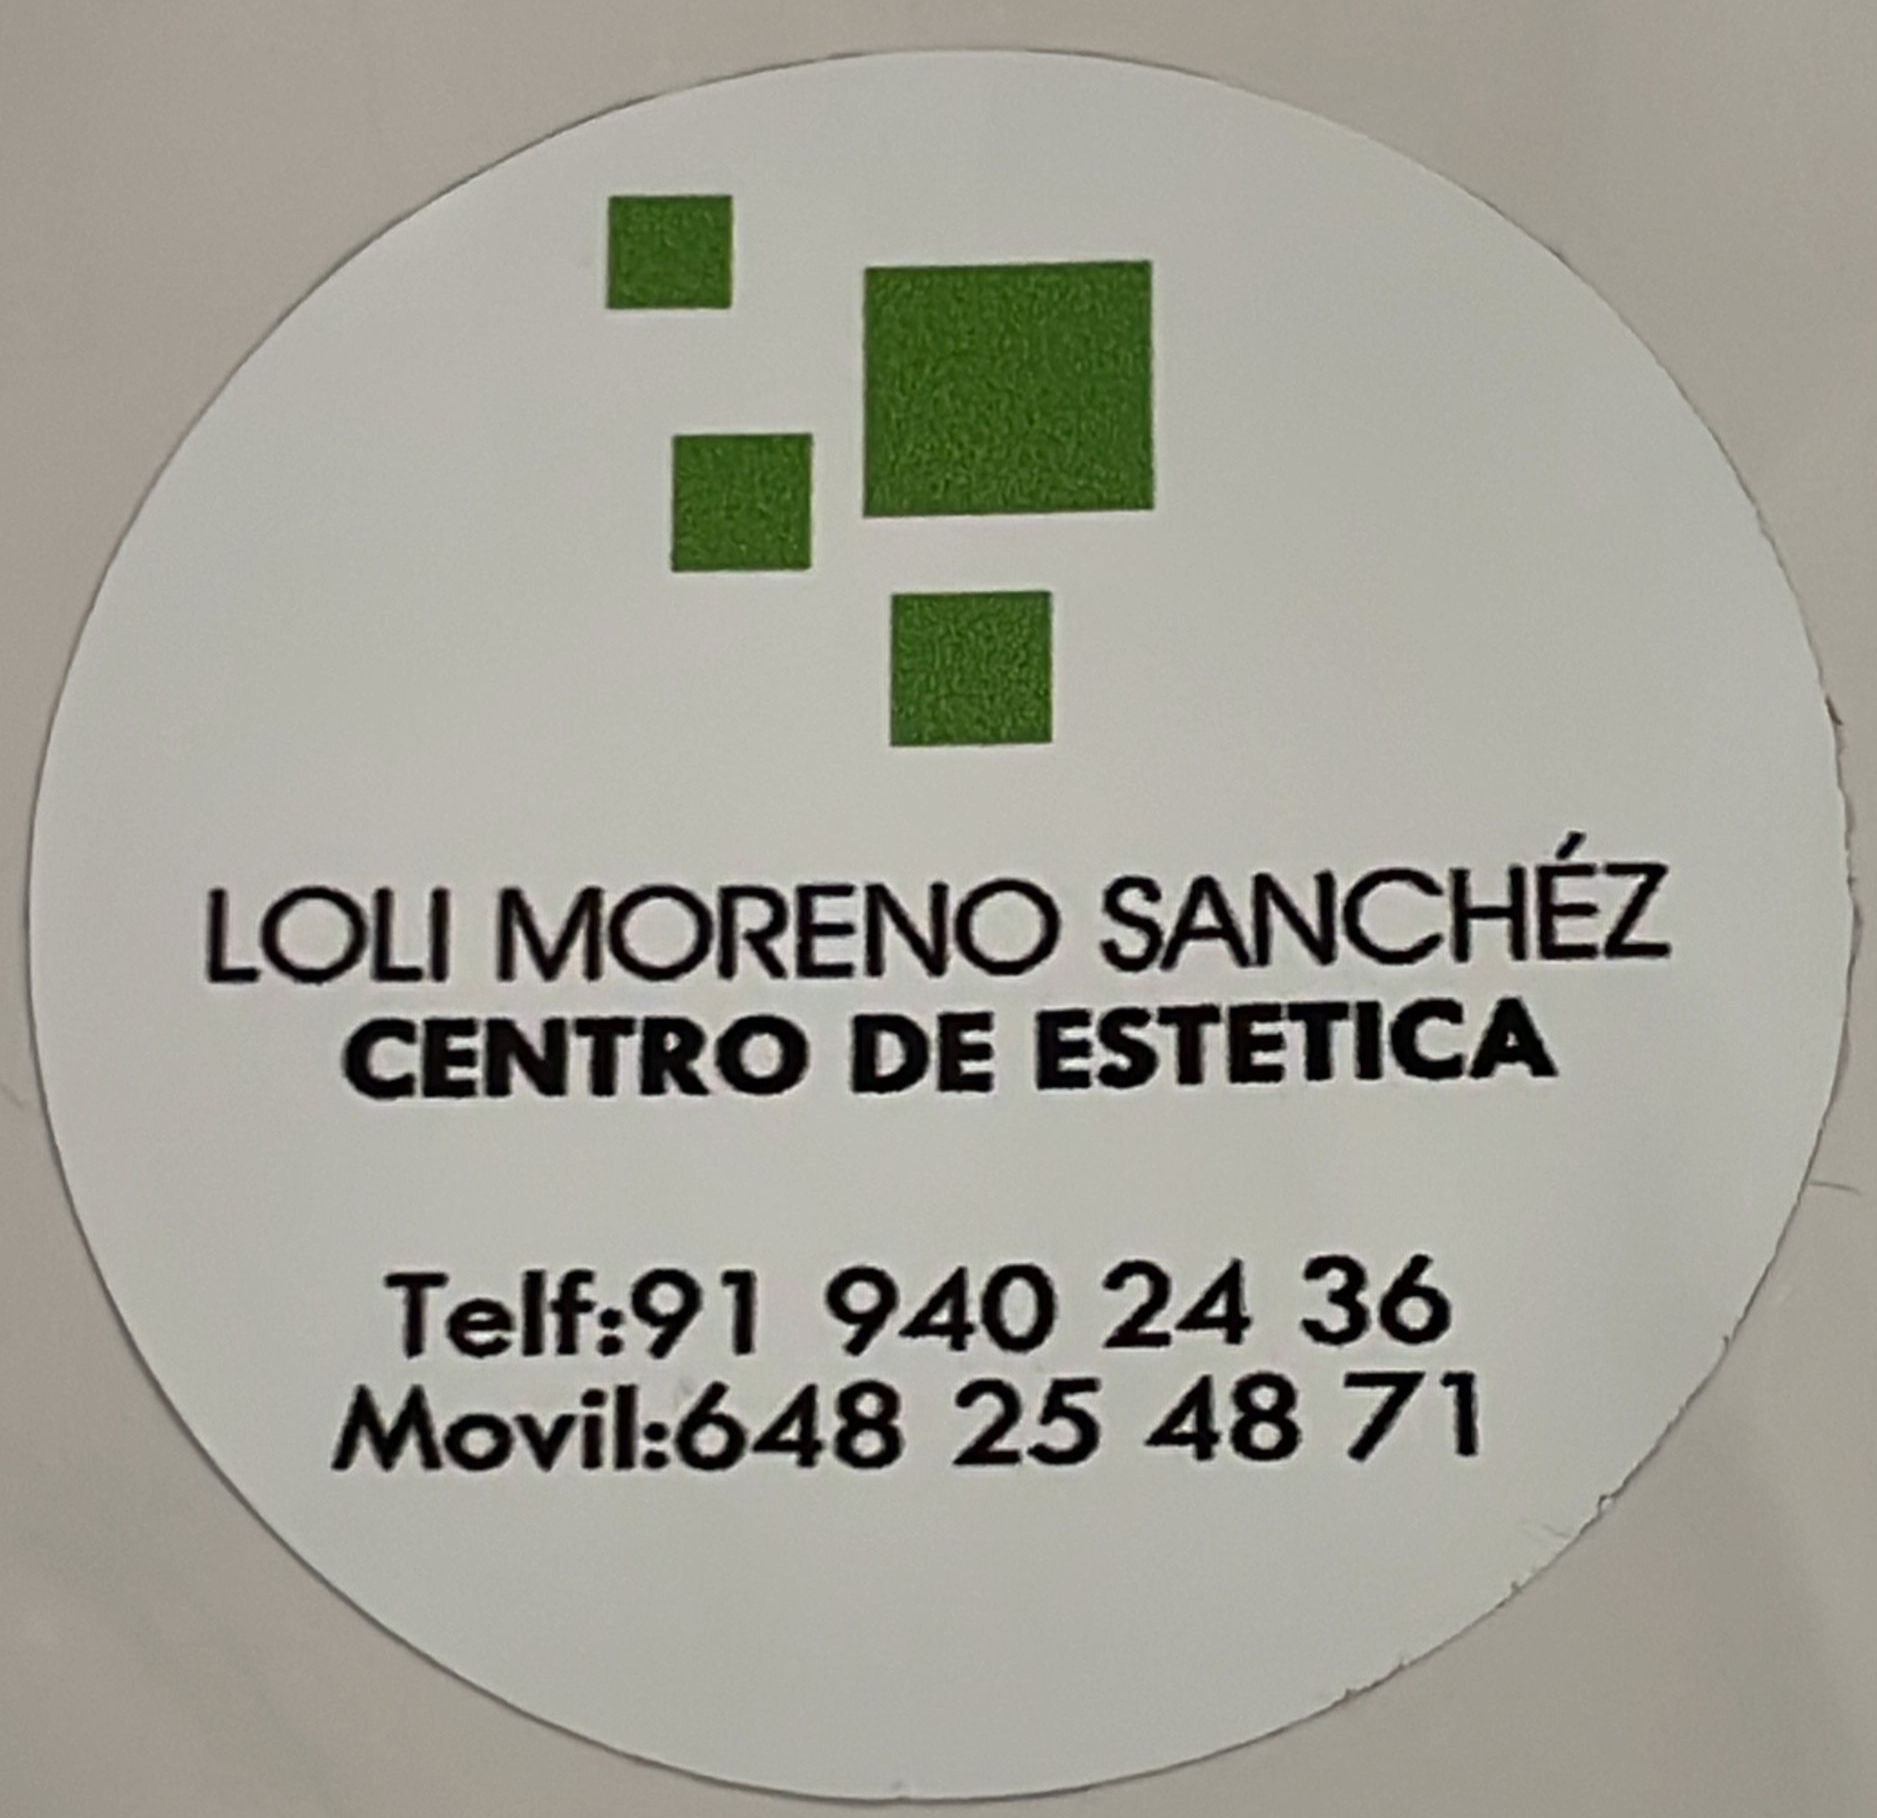 LOLI MORENO SANCHÉZ
CENTRO DE ESTETICA
Telf:91 940 24 36
Movil:648 25 48 71